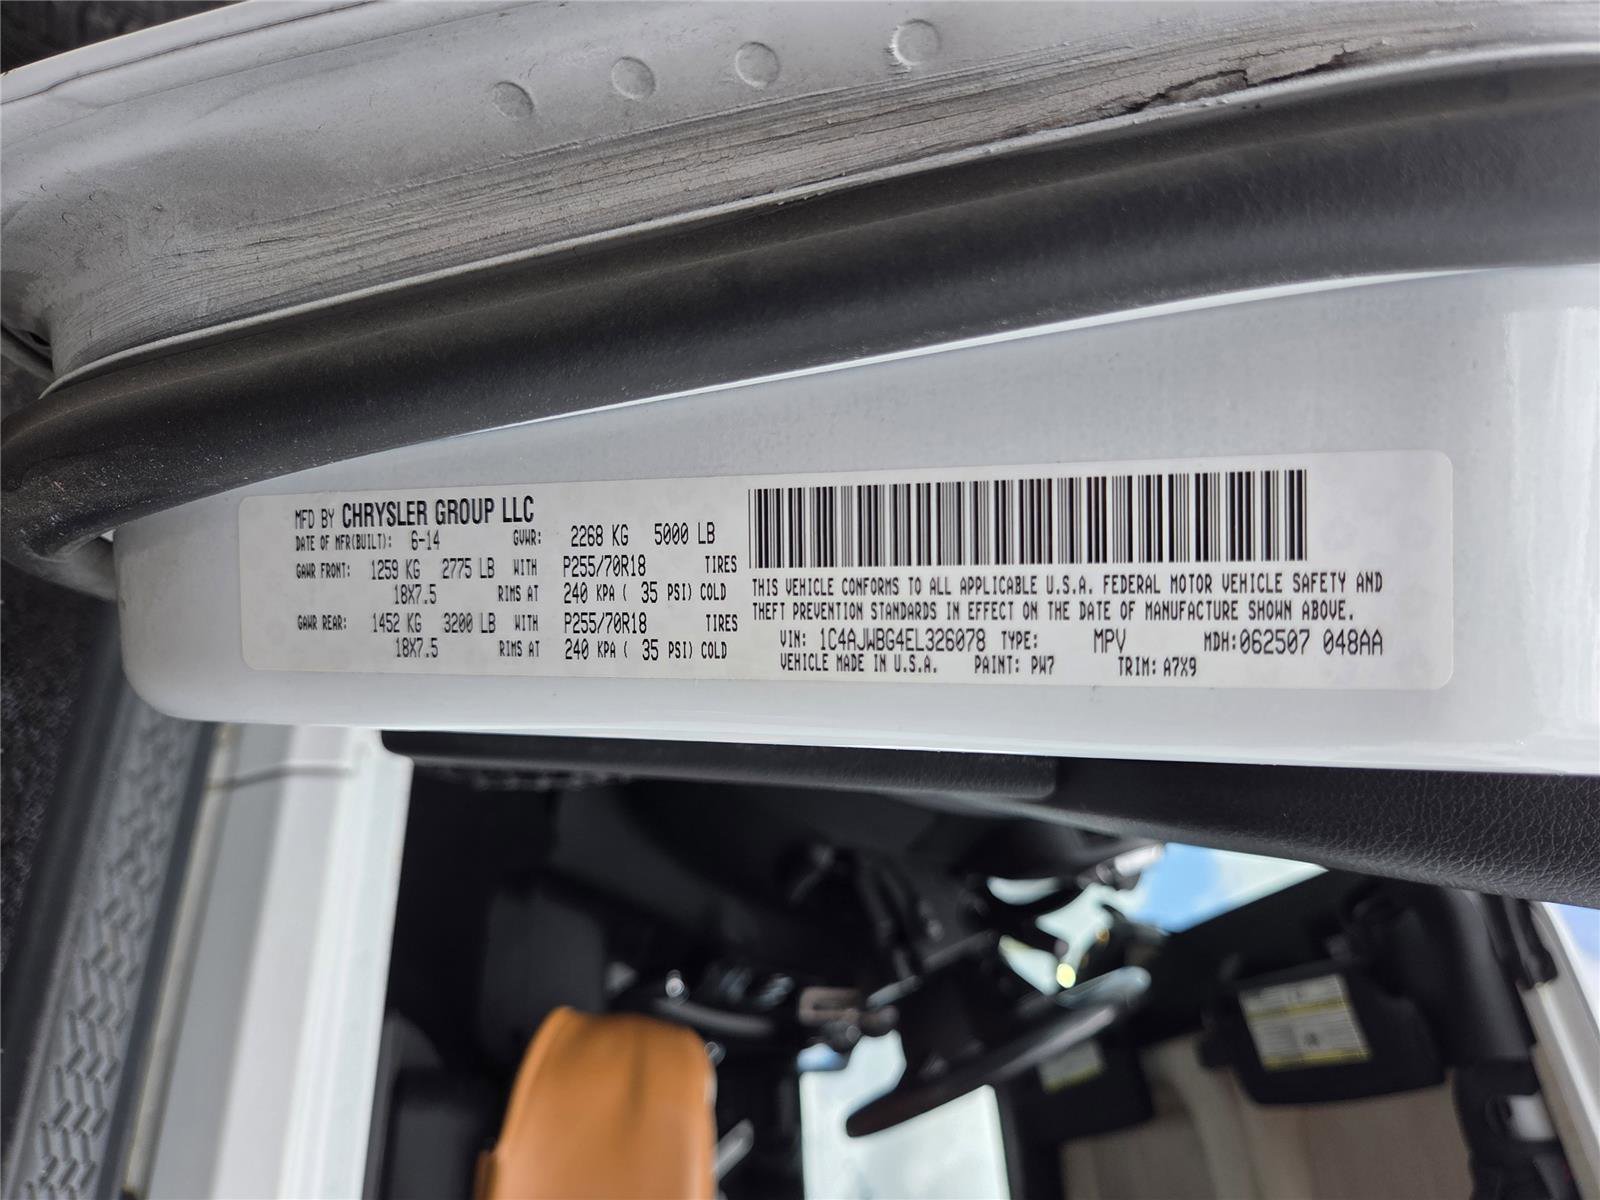 MFD BY CHRYSLER GROUP LLC
DATE OF MFR(BUILT): 6-14 GVWR: 2268 KG 5000 LB
GAWR FRONT: 1259 KG 2775 LB WITH P255/70R18 TIRES
18X7.5 RIMS AT 240 KPA ( 35 PSI) COLD
GAWR REAR: 1452 KG 3200 LB WITH P255/70R18 TIRES
18X7.5 RIMS AT 240 KPA ( 35 PSI) COLD
THIS VEHICLE CONFORMS TO ALL APPLICABLE U.S.A. FEDERAL MOTOR VEHICLE SAFETY AND
THEFT PREVENTION STANDARDS IN EFFECT ON THE DATE OF MANUFACTURE SHOWN ABOVE.
VIN: 1C4AJWBG4EL326078 TYPE: MPV MDH:062507 048AA
VEHICLE MADE IN U.S.A. PAINT: PW7 TRIM: A7X9